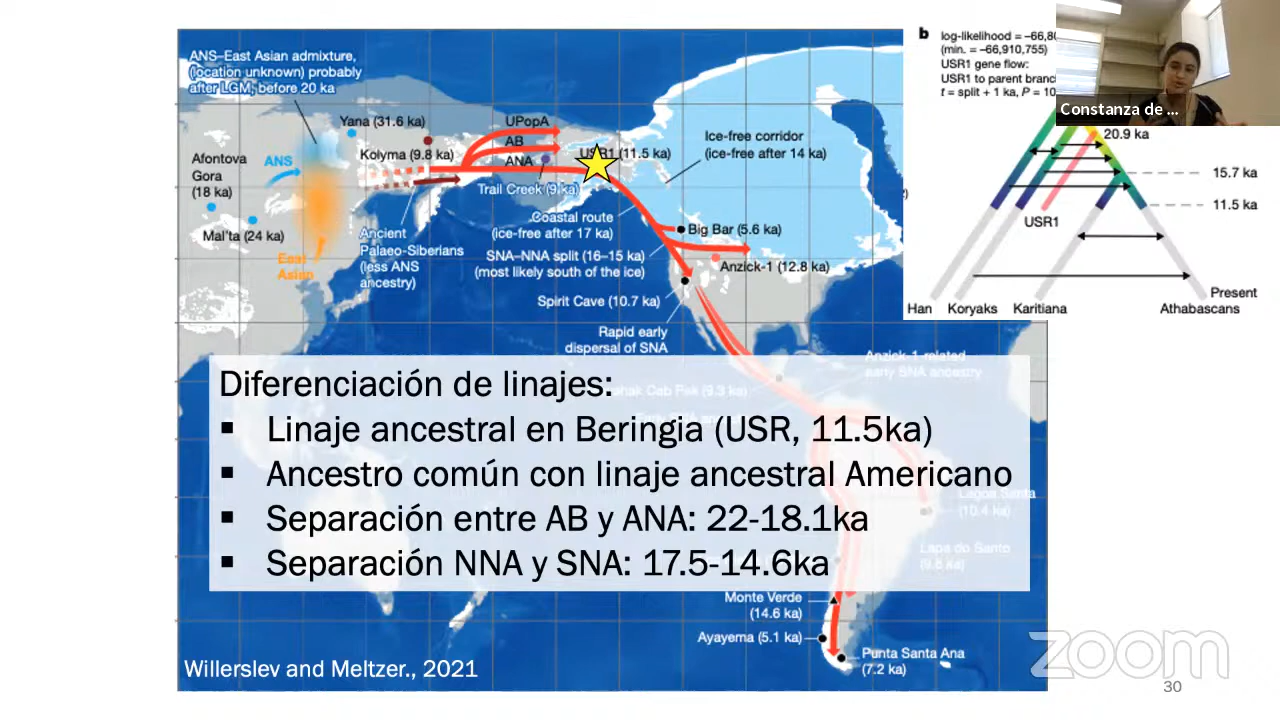 ANS–East Asian admixture,
(location unknown) probably
after LGM, before 20 ka
Yana (31.6 ka)
Kolyma (9.8 ka)
Afontova
Gora
(18 ka)
ANS
Mal'ta (24 ka)
East
Asian
Ancient
Palaeo-Siberians
(less ANS
ancestry)
UPopA
AB
ANA
USR1 (11.5 ka)
Trail Creek (9 ka)
Ice-free corridor
(ice-free after 14 ka)
Coastal route
(ice-free after 17 ka)
Big Bar (5.6 ka)
SNA–NNA split (16–15 ka)
(most likely south of the ice)
Anzick-1 (12.8 ka)
Spirit Cave (10.7 ka)
Rapid early
dispersal of SNA
Anzick-1-related
early SNA ancestry
b
log-likelihood = –66,8
(min. = –66,910,755)
USR1 gene flow:
USR1 to parent branc
t = split + 1 ka, P = 10
Constanza de ...
20.9 ka
15.7 ka
11.5 ka
USR1
Present
Han Koryaks Karitiana Athabascans
Diferenciación de linajes:
▪ Linaje ancestral en Beringia (USR, 11.5ka)
▪ Ancestro común con linaje ancestral Americano
▪ Separación entre AB y ANA: 22-18.1ka
▪ Separación NNA y SNA: 17.5-14.6ka
Lagoa Santa
(10.4 ka)
Lapa do Santo
(9.6 ka)
Monte Verde
(14.6 ka)
Ayayema (5.1 ka)
Punta Santa Ana
(7.2 ka)
Willerslev and Meltzer., 2021
zoom
30